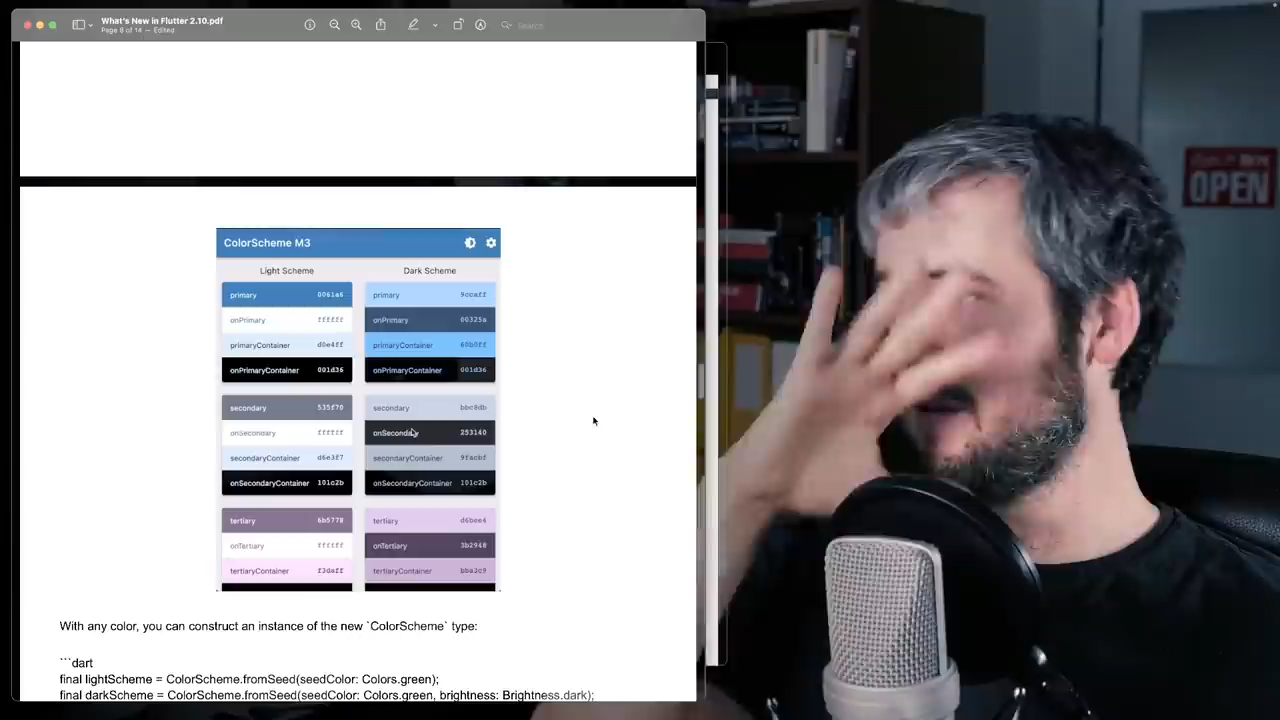 What's New in Flutter 2.10.pdf
Page 8 of 14 — Edited
Search
ColorScheme M3
Light Scheme
Dark Scheme
primary 0061a6
primary 9ccaff
onPrimary ffffff
onPrimary 00325a
primaryContainer d0e4ff
primaryContainer 60b0ff
onPrimaryContainer 001d36
onPrimaryContainer 001d36
secondary 535f70
secondary bbc8db
onSecondary ffffff
onSecondary 253140
secondaryContainer d6e3f7
secondaryContainer 9facbf
onSecondaryContainer 101c2b
onSecondaryContainer 101c2b
tertiary 6b5778
tertiary d6bee4
onTertiary ffffff
onTertiary 3b2948
tertiaryContainer f3daff
tertiaryContainer bba3c9
With any color, you can construct an instance of the new `ColorScheme` type:
```dart
final lightScheme = ColorScheme.fromSeed(seedColor: Colors.green);
final darkScheme = ColorScheme.fromSeed(seedColor: Colors.green, brightness: Brightness.dark);
OPEN